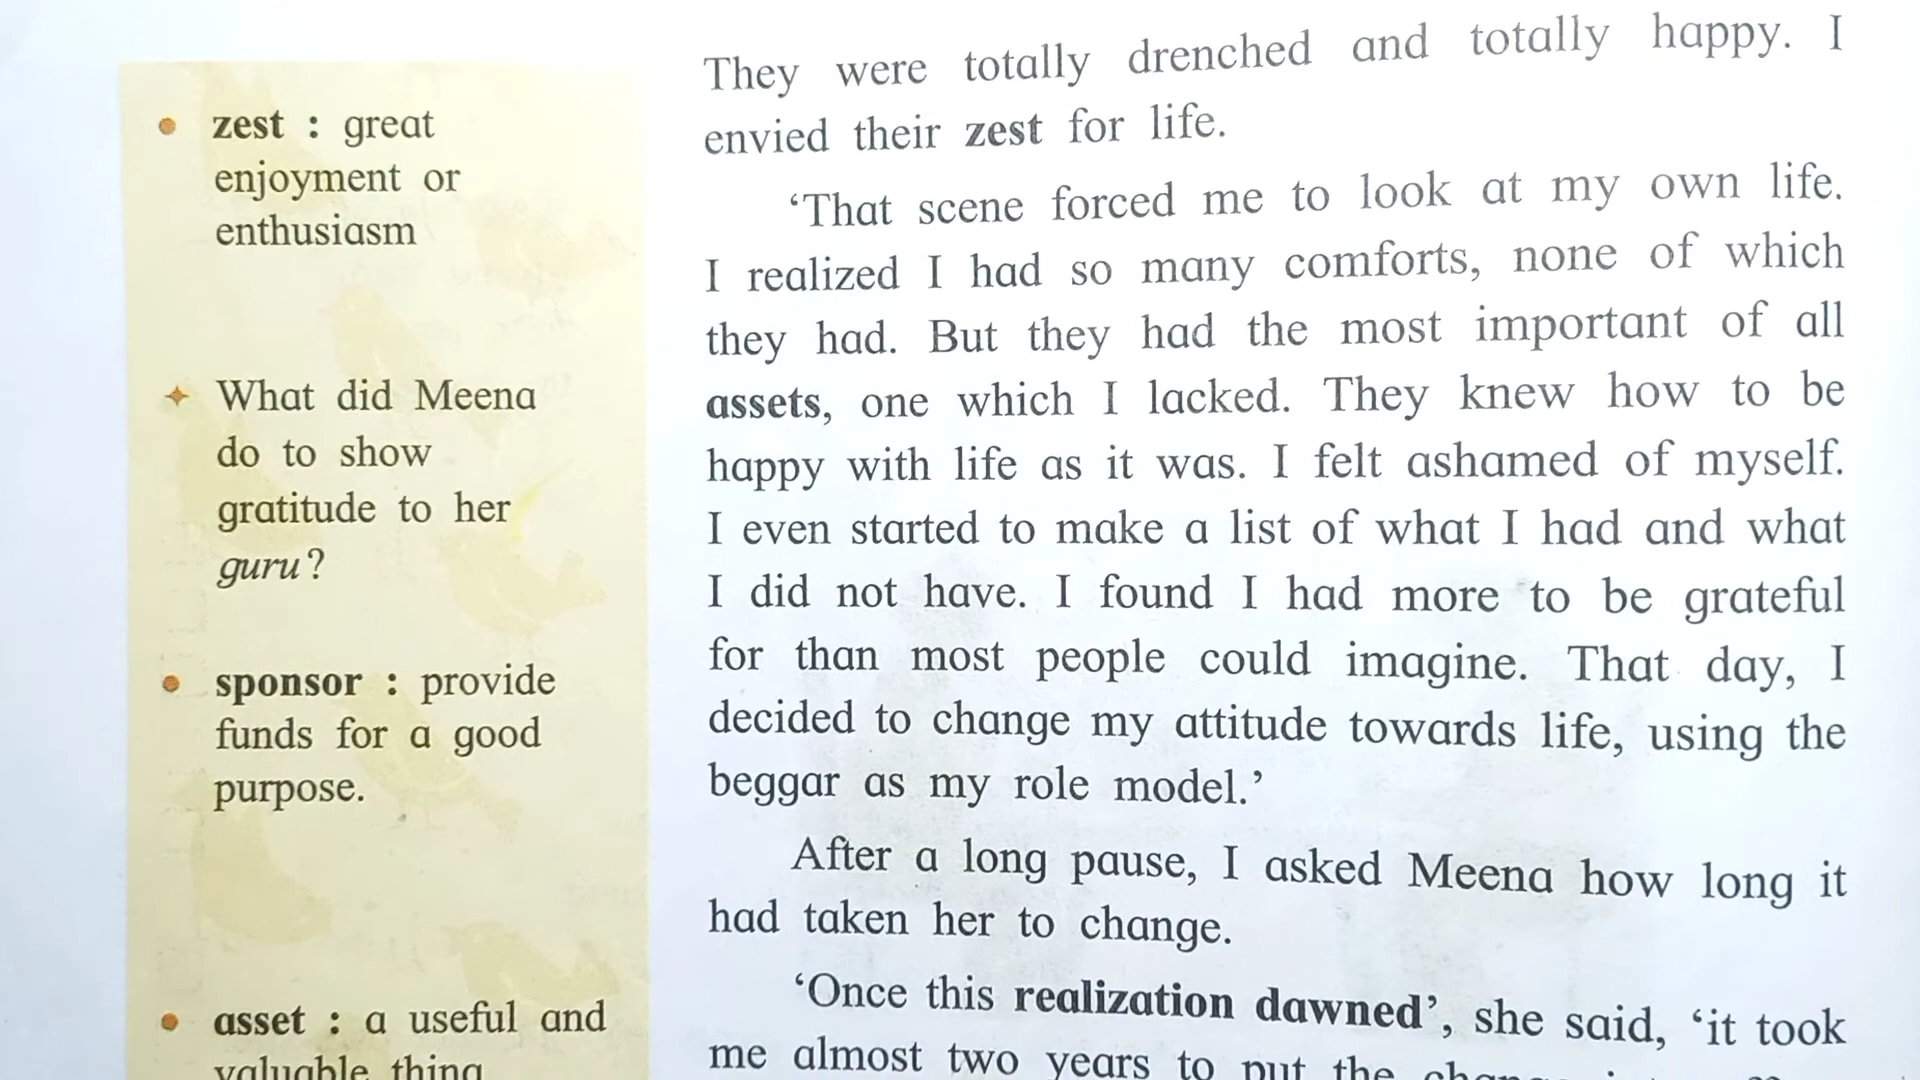 • zest : great
enjoyment or
enthusiasm
✦ What did Meena
do to show
gratitude to her
guru?
• sponsor : provide
funds for a good
purpose.
• asset : a useful and
valuable thing
They were totally drenched and totally happy. I
envied their zest for life.
‘That scene forced me to look at my own life.
I realized I had so many comforts, none of which
they had. But they had the most important of all
assets, one which I lacked. They knew how to be
happy with life as it was. I felt ashamed of myself.
I even started to make a list of what I had and what
I did not have. I found I had more to be grateful
for than most people could imagine. That day, I
decided to change my attitude towards life, using the
beggar as my role model.’
After a long pause, I asked Meena how long it
had taken her to change.
‘Once this realization dawned’, she said, ‘it took
me almost two years to put the change